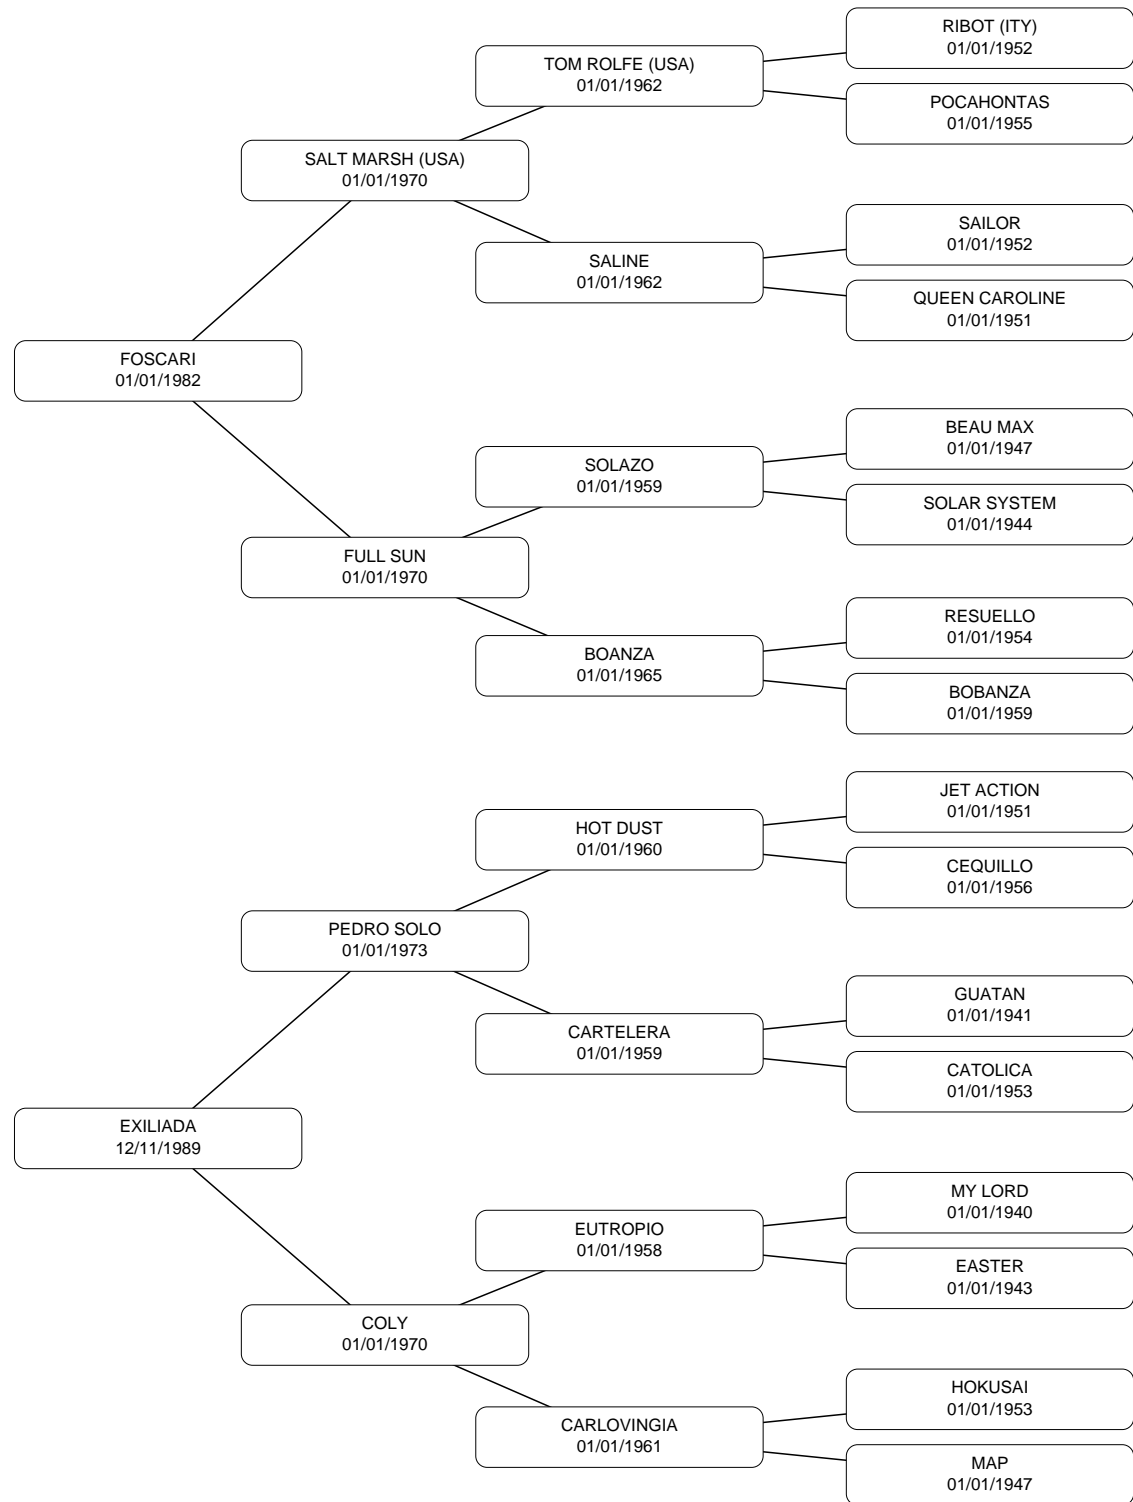 RIBOT (ITY)
01/01/1952
TOM ROLFE (USA)
01/01/1962
POCAHONTAS
01/01/1955
SALT MARSH (USA)
01/01/1970
SAILOR
01/01/1952
SALINE
01/01/1962
QUEEN CAROLINE
01/01/1951
FOSCARI
01/01/1982
BEAU MAX
01/01/1947
SOLAZO
01/01/1959
SOLAR SYSTEM
01/01/1944
FULL SUN
01/01/1970
RESUELLO
01/01/1954
BOANZA
01/01/1965
BOBANZA
01/01/1959
JET ACTION
01/01/1951
HOT DUST
01/01/1960
CEQUILLO
01/01/1956
PEDRO SOLO
01/01/1973
GUATAN
01/01/1941
CARTELERA
01/01/1959
CATOLICA
01/01/1953
EXILIADA
12/11/1989
MY LORD
01/01/1940
EUTROPIO
01/01/1958
EASTER
01/01/1943
COLY
01/01/1970
HOKUSAI
01/01/1953
CARLOVINGIA
01/01/1961
MAP
01/01/1947